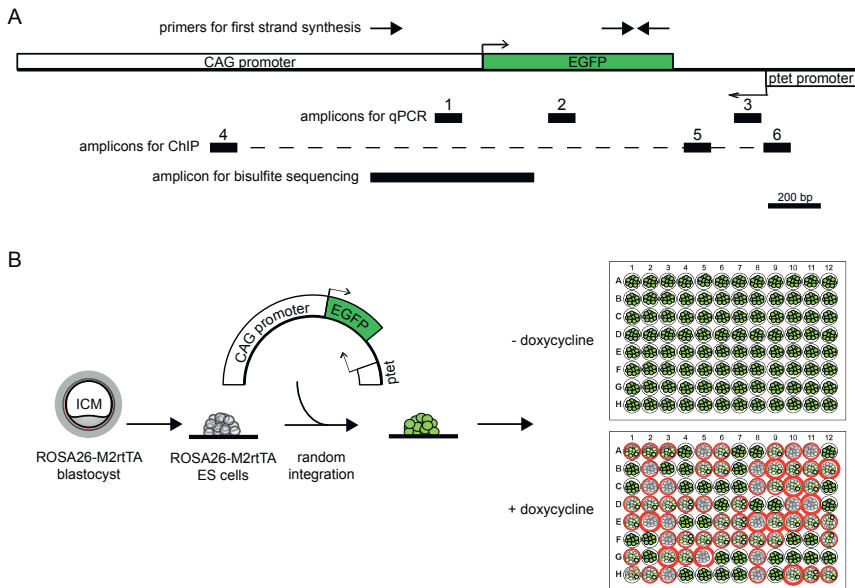 A
primers for first strand synthesis
CAG promoter
EGFP
ptet promoter
amplicons for qPCR
1
2
3
amplicons for ChIP
4
5
6
amplicon for bisulfite sequencing
200 bp
B
CAG promoter
EGFP
ptet
ICM
ROSA26-M2rtTA
blastocyst
ROSA26-M2rtTA
ES cells
random
integration
- doxycycline
1 2 3 4 5 6 7 8 9 10 11 12
A
B
C
D
E
F
G
H
+ doxycycline
1 2 3 4 5 6 7 8 9 10 11 12
A
B
C
D
E
F
G
H